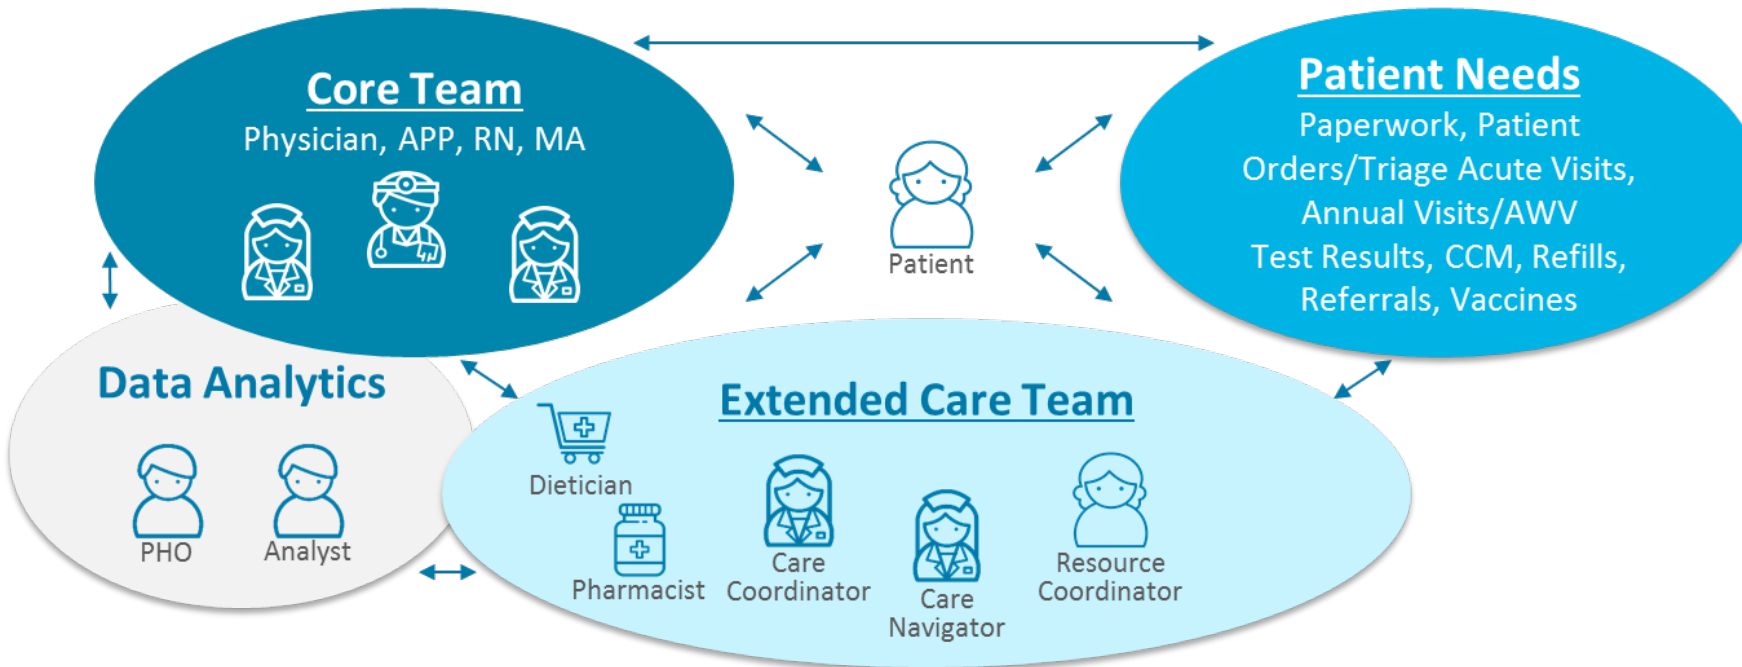 Core Team
Physician, APP, RN, MA
Patient Needs
Paperwork, Patient
Orders/Triage Acute Visits,
Annual Visits/AWV
Test Results, CCM, Refills,
Referrals, Vaccines
Patient
Data Analytics
PHO
Analyst
Extended Care Team
Dietician
Pharmacist
Care
Coordinator
Care
Navigator
Resource
Coordinator